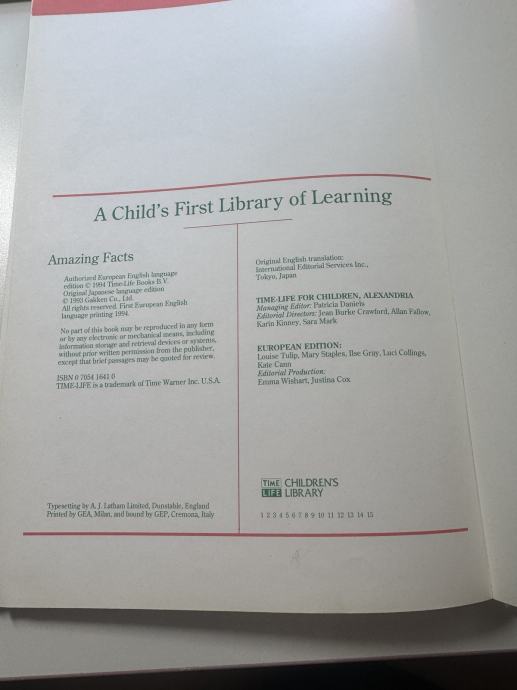 A Child's First Library of Learning
Amazing Facts
Authorized European English language
edition © 1994 Time-Life Books B.V.
Original Japanese language edition
© 1993 Gakken Co., Ltd.
All rights reserved. First European English
language printing 1994.
No part of this book may be reproduced in any form
or by any electronic or mechanical means, including
information storage and retrieval devices or systems,
without prior written permission from the publisher,
except that brief passages may be quoted for review.
ISBN 0 7054 1641 0
TIME-LIFE is a trademark of Time Warner Inc. U.S.A.
Typesetting by A. J. Latham Limited, Dunstable, England
Printed by GEA, Milan, and bound by GEP, Cremona, Italy
Original English translation:
International Editorial Services Inc.,
Tokyo, Japan
TIME-LIFE FOR CHILDREN, ALEXANDRIA
Managing Editor: Patricia Daniels
Editorial Directors: Jean Burke Crawford, Allan Fallow,
Karin Kinney, Sara Mark
EUROPEAN EDITION:
Louise Tulip, Mary Staples, Ilse Gray, Luci Collings,
Kate Cann
Editorial Production:
Emma Wishart, Justina Cox
TIME LIFE CHILDREN'S LIBRARY
1 2 3 4 5 6 7 8 9 10 11 12 13 14 15